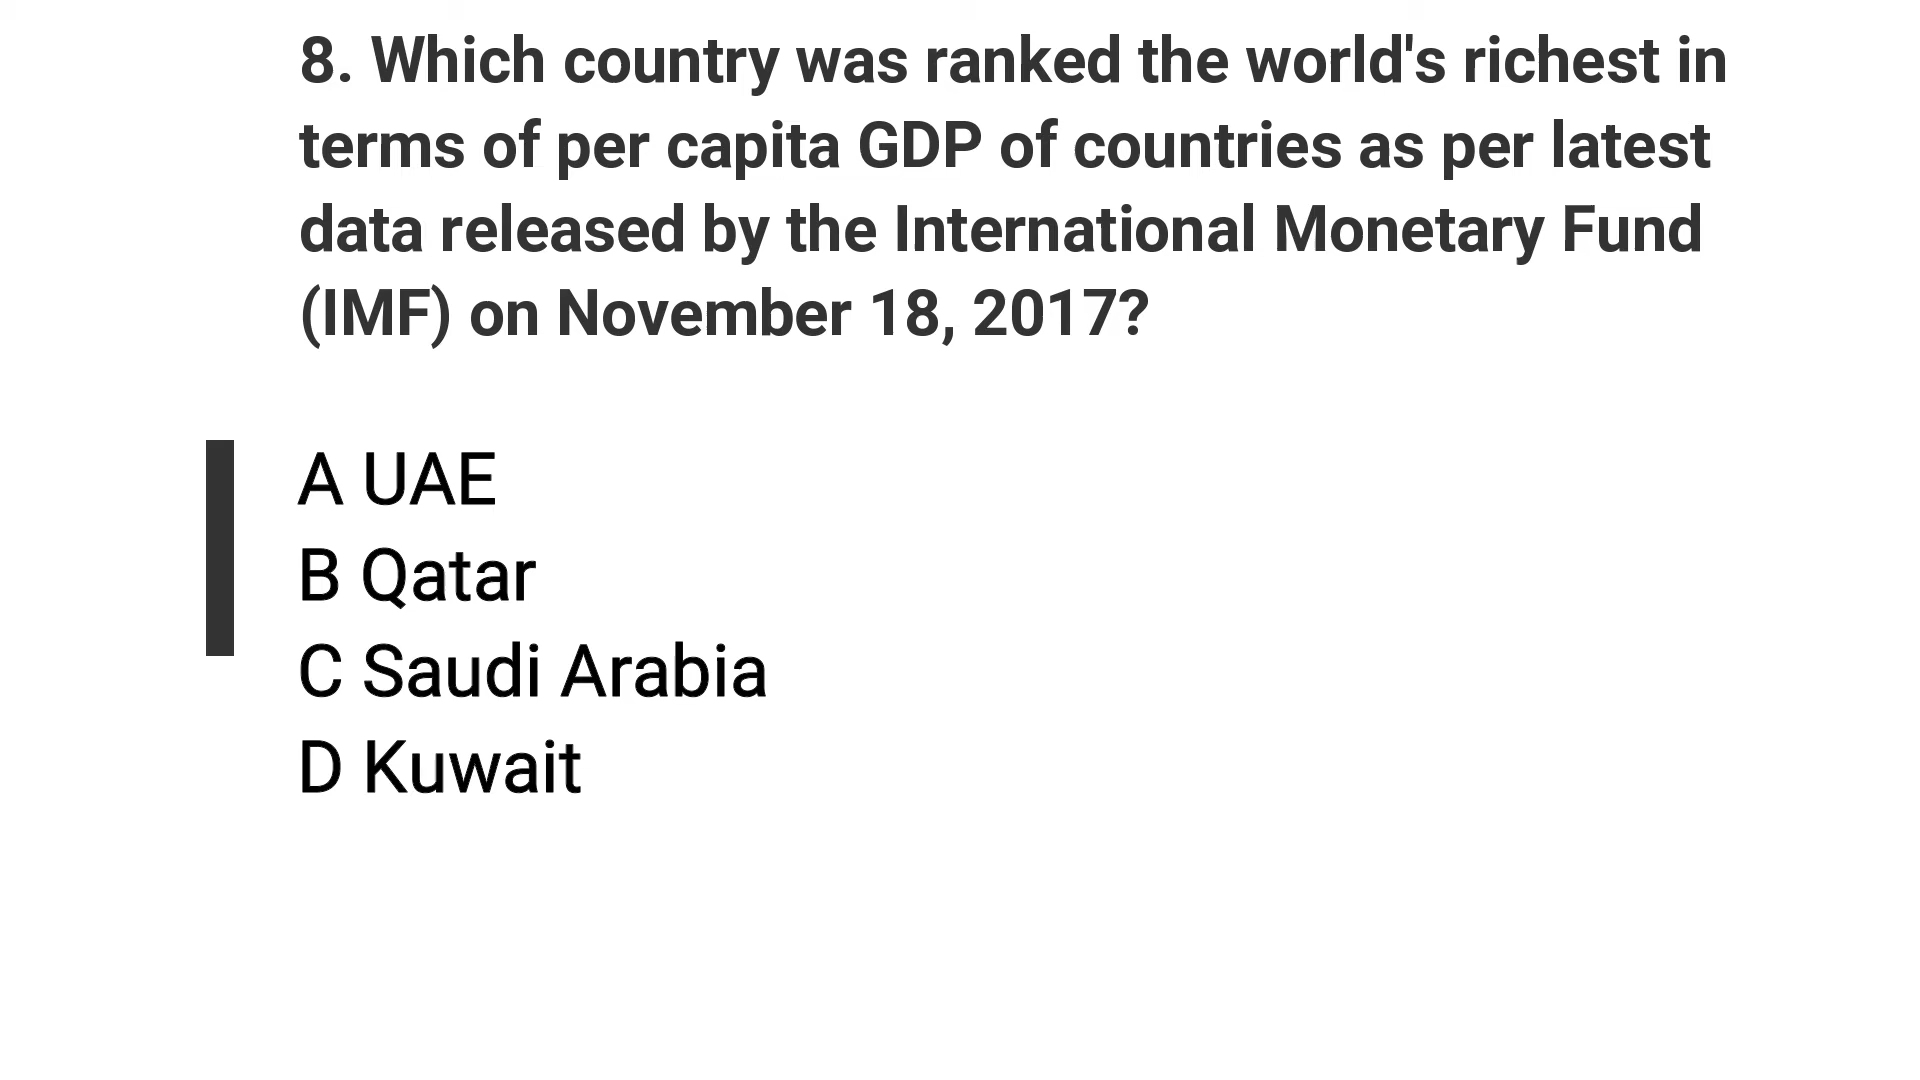 8. Which country was ranked the world's richest in
terms of per capita GDP of countries as per latest
data released by the International Monetary Fund
(IMF) on November 18, 2017?
A UAE
B Qatar
C Saudi Arabia
D Kuwait